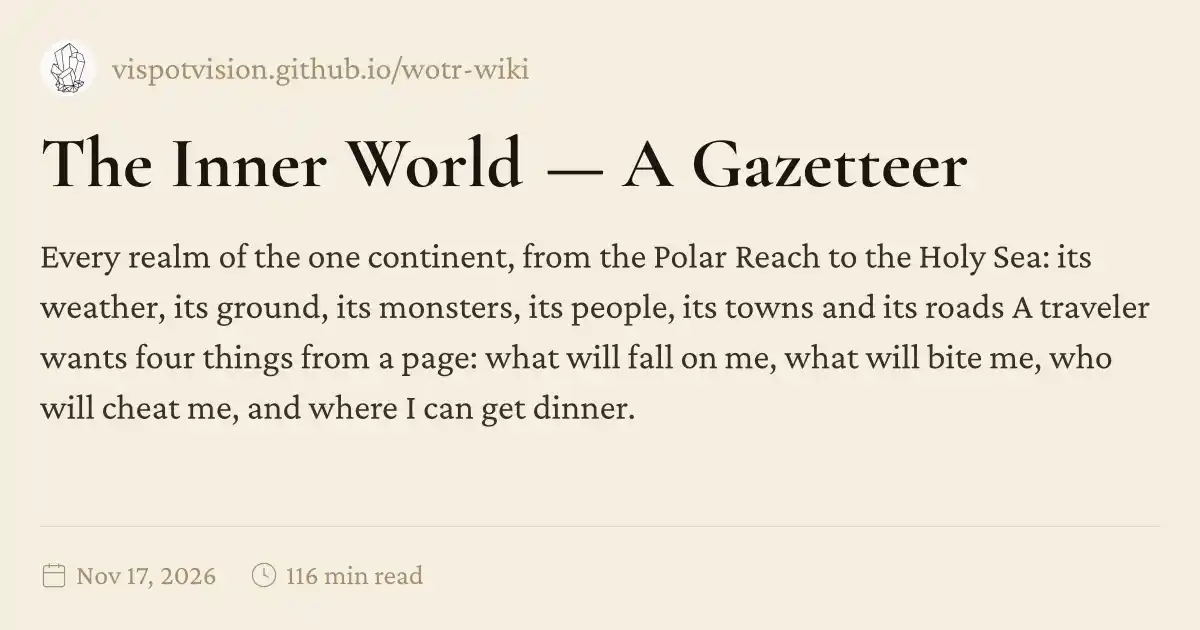 vispotvision.github.io/wotr-wiki
The Inner World — A Gazetteer
Every realm of the one continent, from the Polar Reach to the Holy Sea: its
weather, its ground, its monsters, its people, its towns and its roads A traveler
wants four things from a page: what will fall on me, what will bite me, who
will cheat me, and where I can get dinner.
Nov 17, 2026
116 min read